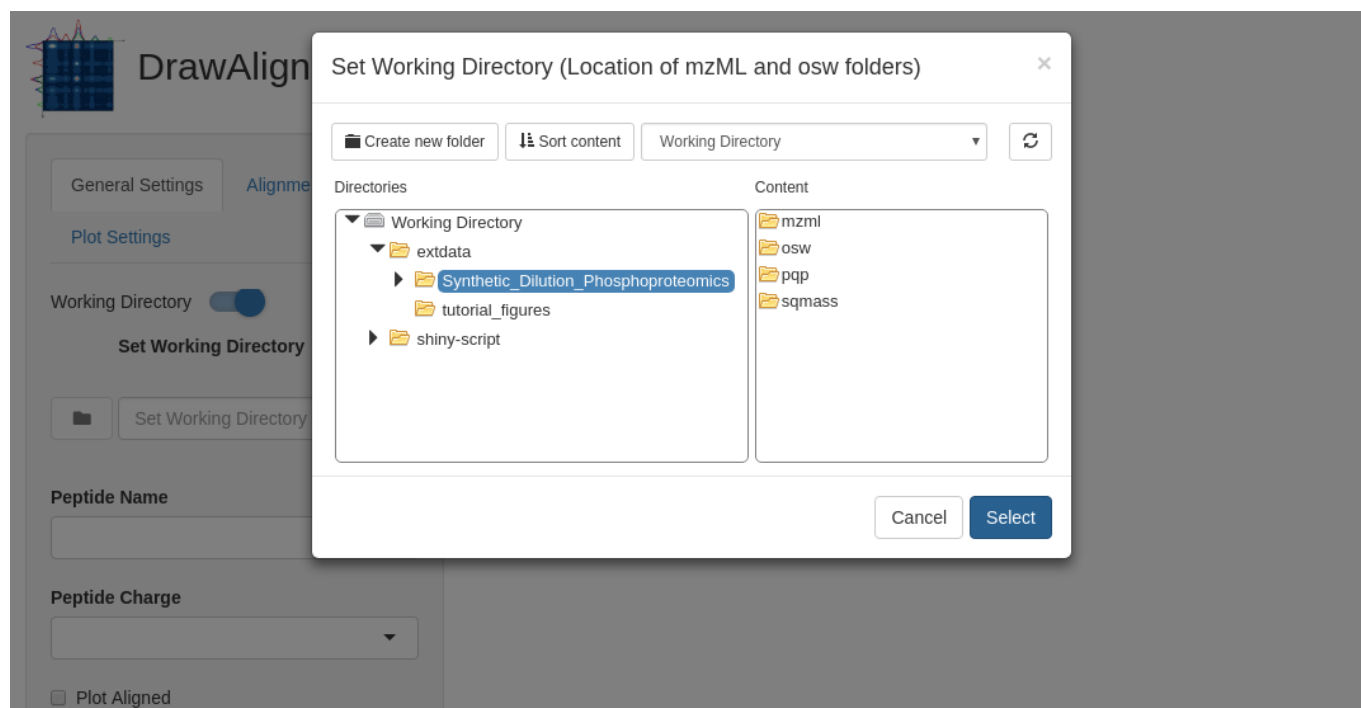 DrawAlign
Set Working Directory (Location of mzML and osw folders)
×
Create new folder
Sort content
Working Directory
Directories
Content
Working Directory
extdata
Synthetic_Dilution_Phosphoproteomics
tutorial_figures
shiny-script
mzml
osw
pqp
sqmass
Cancel
Select
General Settings
Alignme
Plot Settings
Working Directory
Set Working Directory
Set Working Directory
Peptide Name
Peptide Charge
Plot Aligned